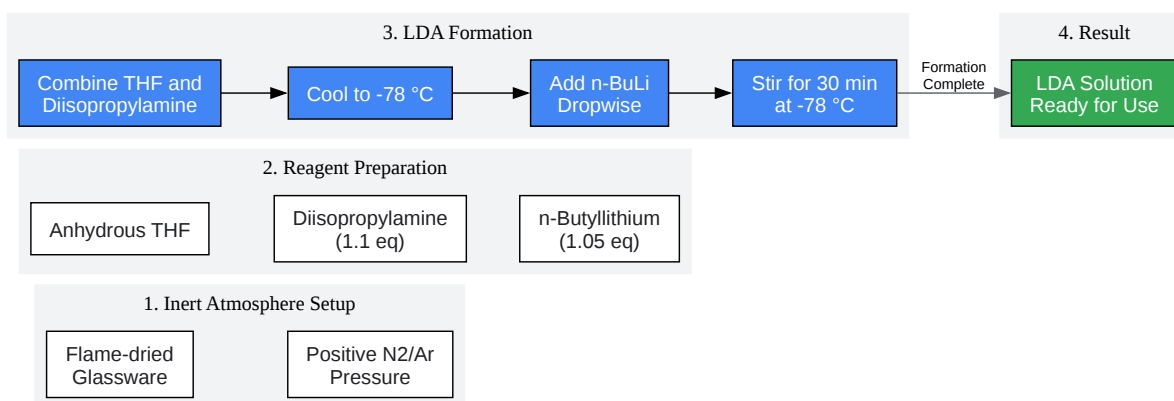 3. LDA Formation
Combine THF and
Diisopropylamine
Cool to -78 °C
Add n-BuLi
Dropwise
Stir for 30 min
at -78 °C
Formation
Complete
4. Result
LDA Solution
Ready for Use
2. Reagent Preparation
Anhydrous THF
Diisopropylamine
(1.1 eq)
n-Butyllithium
(1.05 eq)
1. Inert Atmosphere Setup
Flame-dried
Glassware
Positive N2/Ar
Pressure